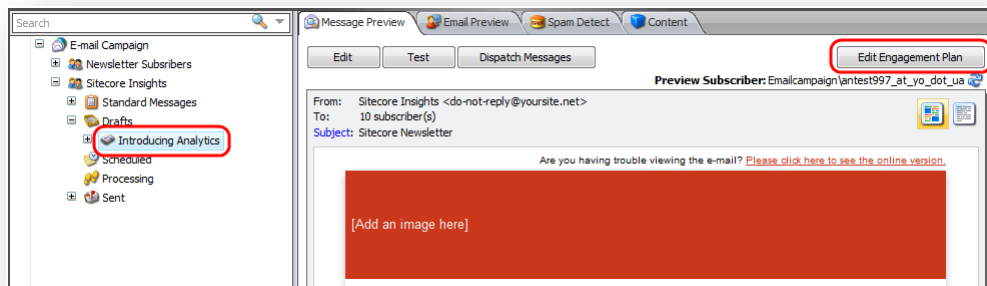 Search
E-mail Campaign
Newsletter Subsribers
Sitecore Insights
Standard Messages
Drafts
Introducing Analytics
Scheduled
Processing
Sent
Message Preview Email Preview Spam Detect Content
Edit Test Dispatch Messages Edit Engagement Plan
Preview Subscriber: Emailcampaign\antest997_at_yo_dot_ua
From: Sitecore Insights <do-not-reply@yoursite.net>
To: 10 subscriber(s)
Subject: Sitecore Newsletter
Are you having trouble viewing the e-mail? Please click here to see the online version.
[Add an image here]